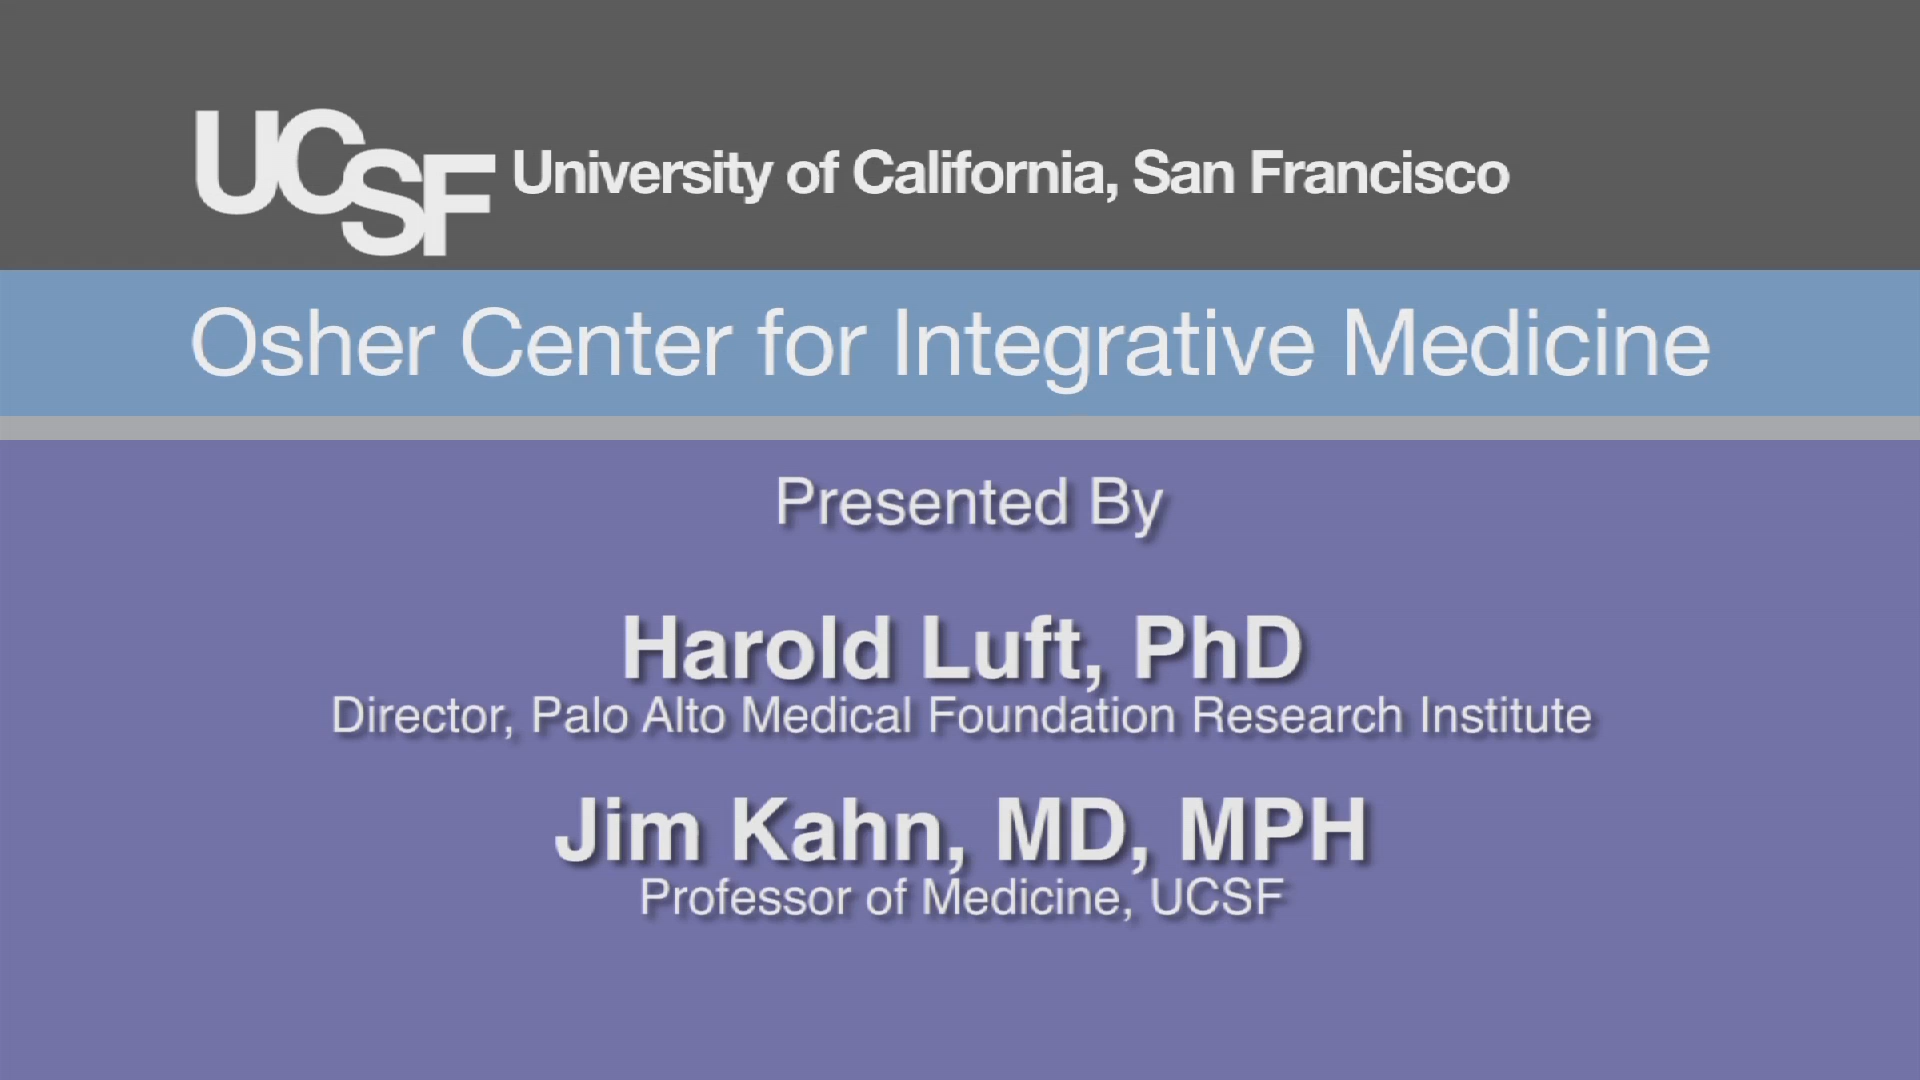 UCSF University of California, San Francisco
Osher Center for Integrative Medicine
Presented By
Harold Luft, PhD
Director, Palo Alto Medical Foundation Research Institute
Jim Kahn, MD, MPH
Professor of Medicine, UCSF